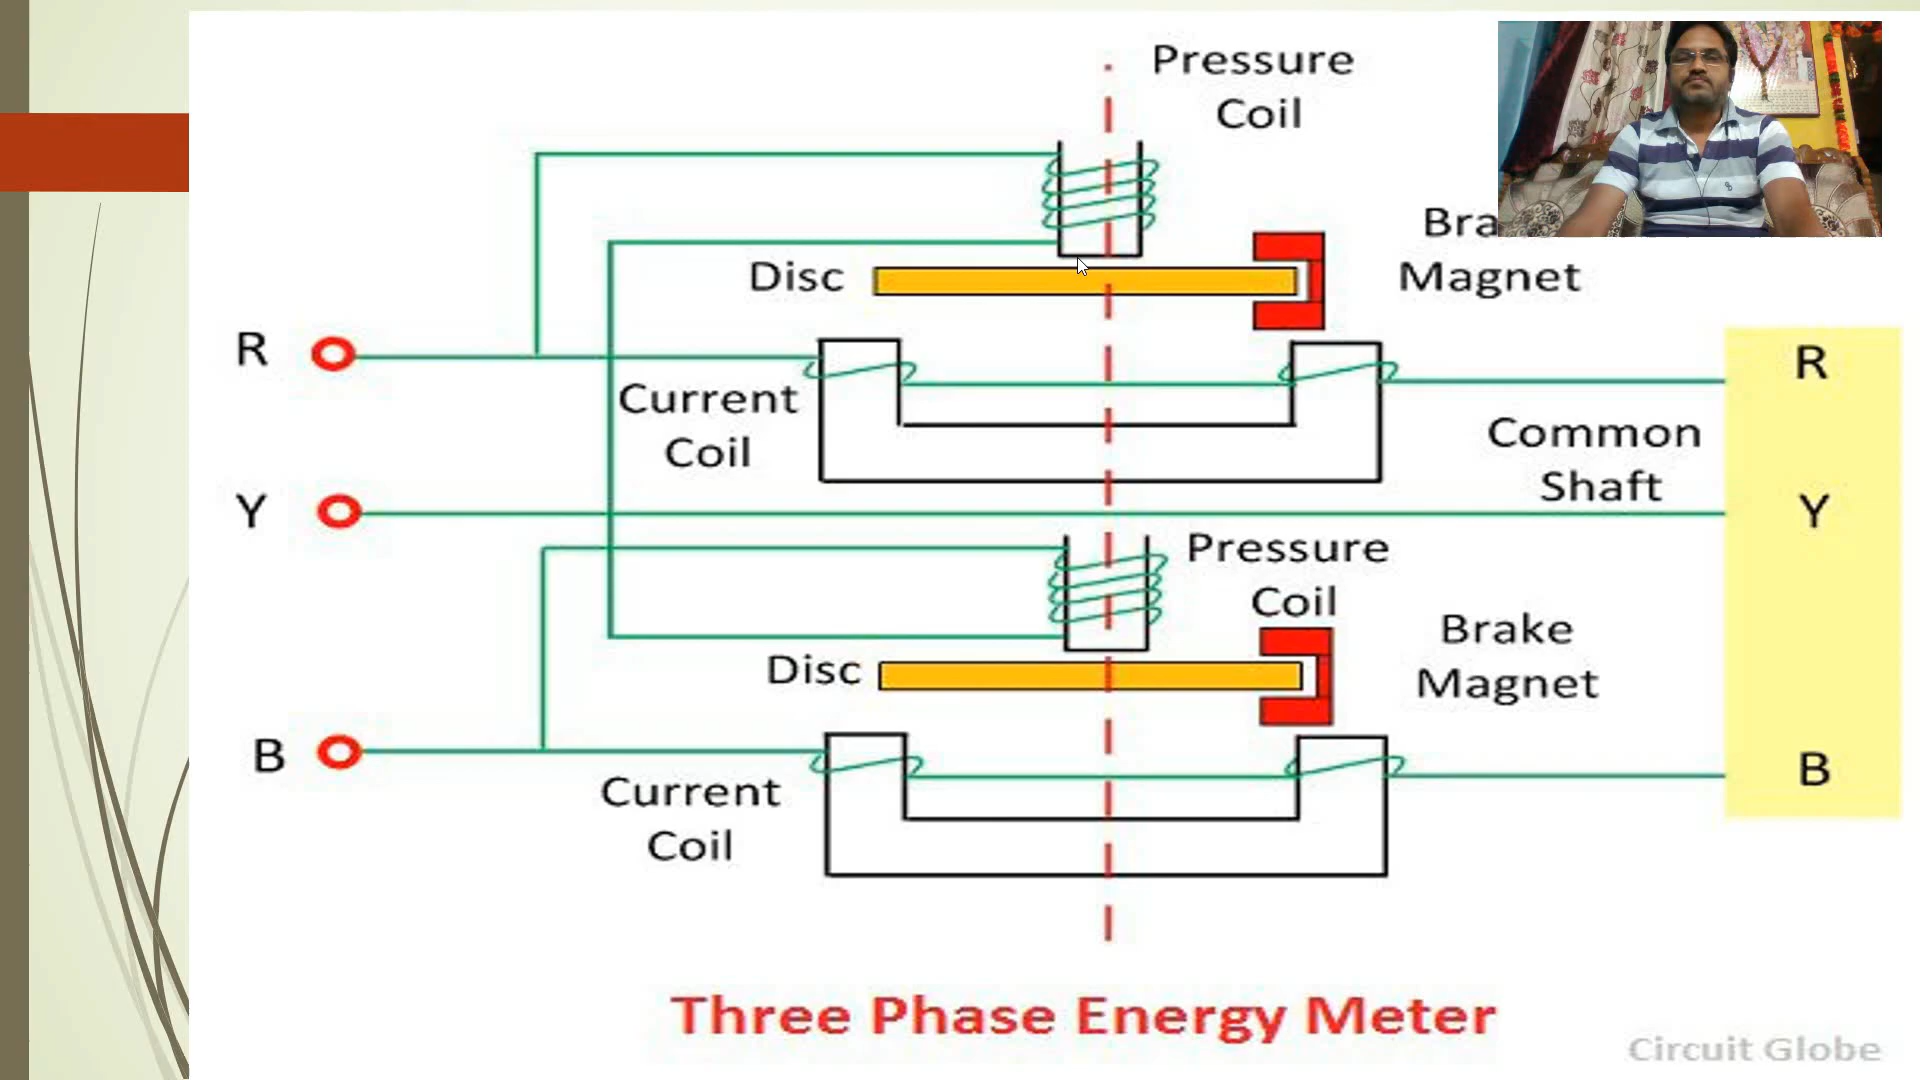 Pressure
Coil
Disc
Bra
Magnet
R
R
Current
Coil
Common
Shaft
Y
Y
Pressure
Coil
Disc
Brake
Magnet
B
B
Current
Coil
Three Phase Energy Meter
Circuit Globe